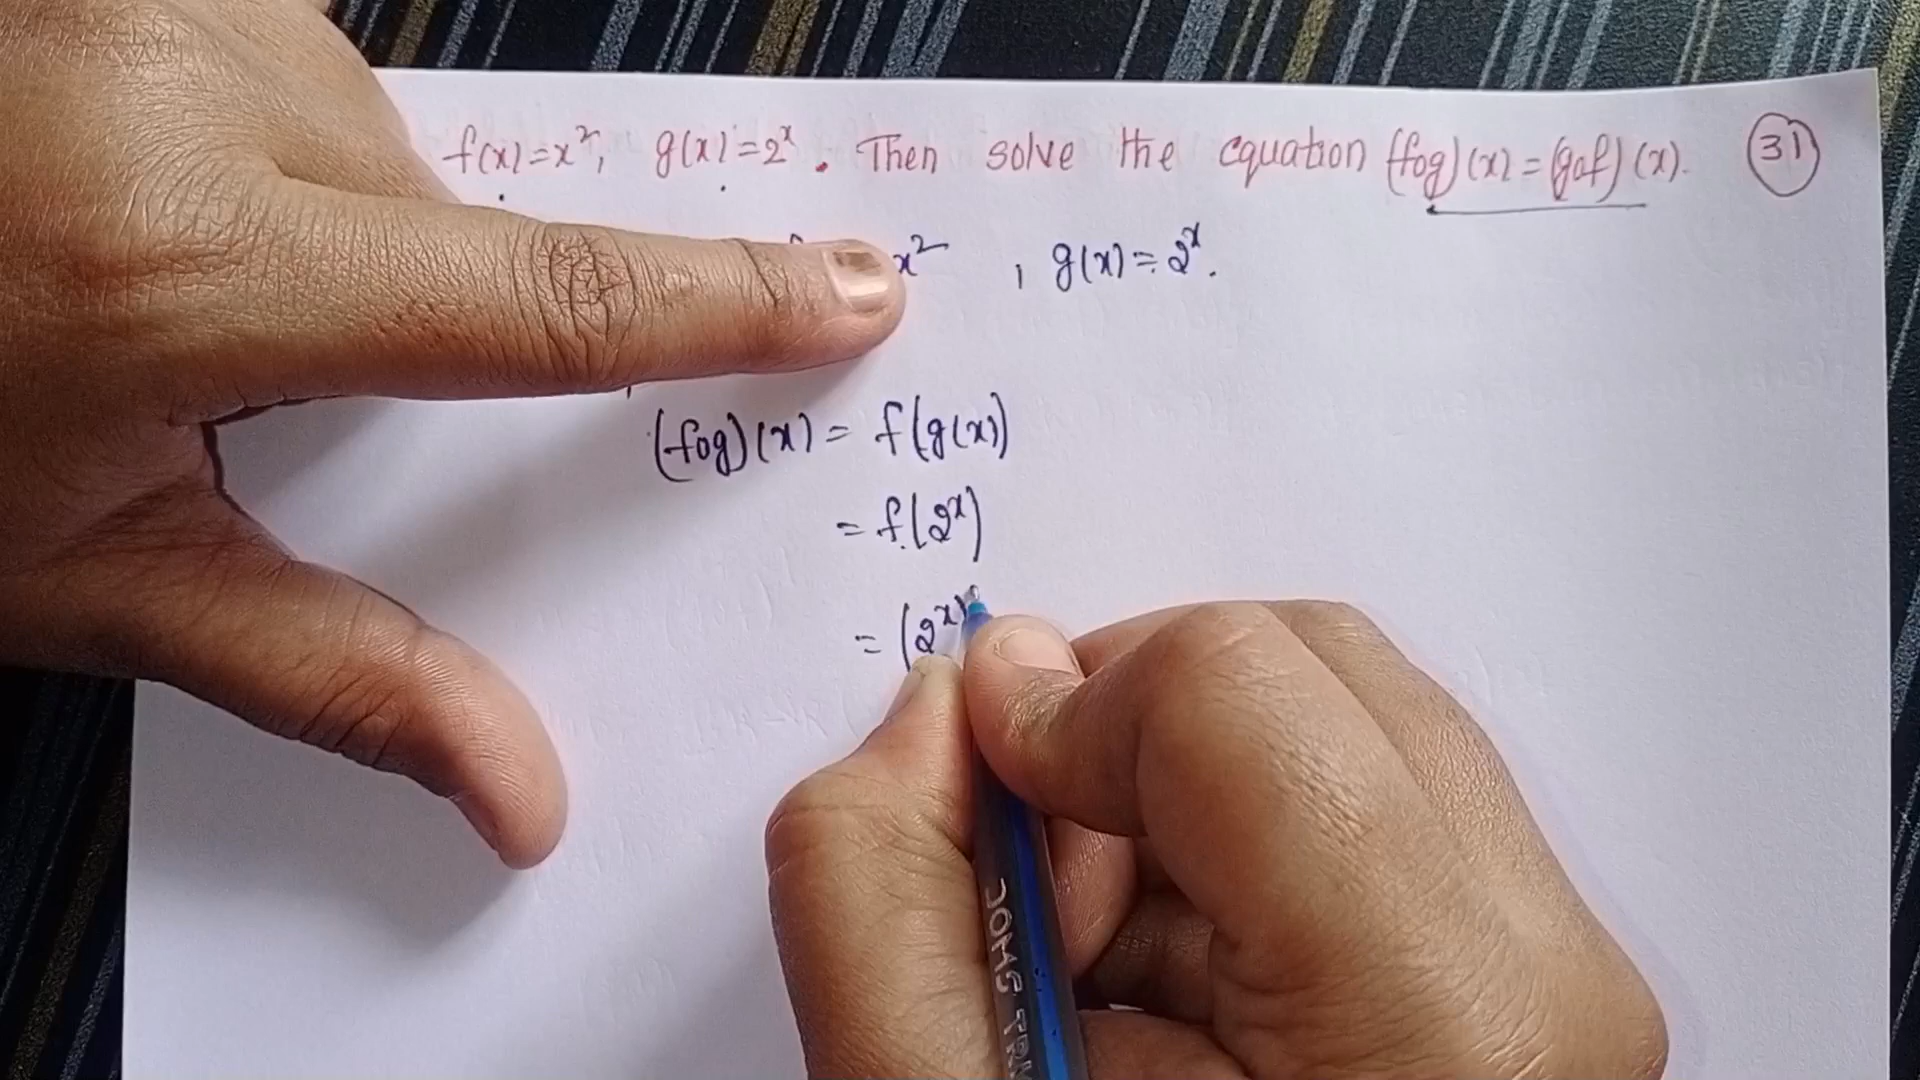 f(x)=x², g(x)=2ˣ. Then solve the equation (fog)(x)=(gof)(x). 31
x² , g(x)=2ˣ.
(fog)(x) = f(g(x))
= f(2ˣ)
= (2ˣ)
DOMS